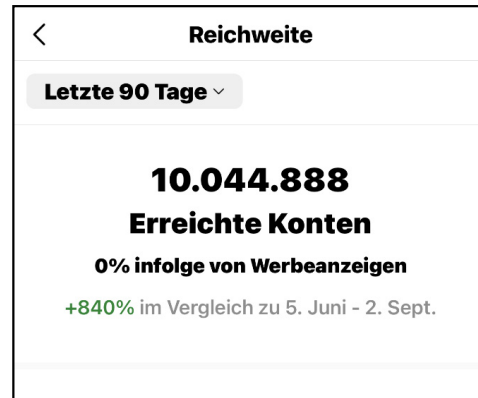 Reichweite
Letzte 90 Tage
10.044.888
Erreichte Konten
0% infolge von Werbeanzeigen
+840% im Vergleich zu 5. Juni - 2. Sept.